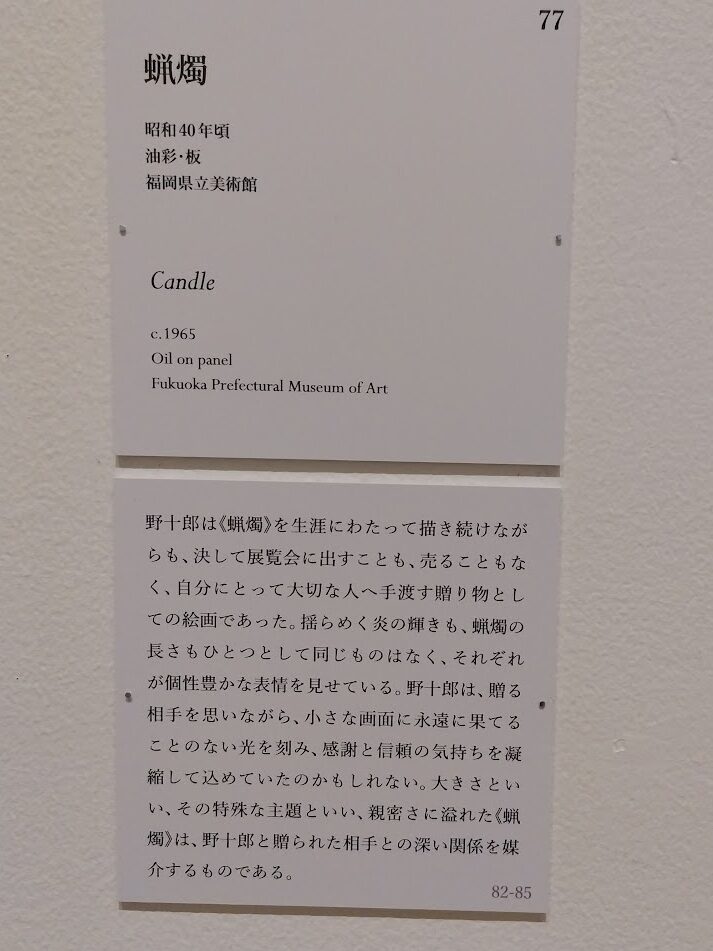 77
蝋燭
昭和40年頃
油彩・板
福岡県立美術館
Candle
c.1965
Oil on panel
Fukuoka Prefectural Museum of Art
野十郎は《蝋燭》を生涯にわたって描き続けなが
らも、決して展覧会に出すことも、売ることもな
く、自分にとって大切な人へ手渡す贈り物とし
ての絵画であった。揺らめく炎の輝きも、蝋燭の
長さもひとつとして同じものはなく、それぞれ
が個性豊かな表情を見せている。野十郎は、贈る
相手を思いながら、小さな画面に永遠に果てる
ことのない光を刻み、感謝と信頼の気持ちを凝
縮して込めていたのかもしれない。大きさとい
い、その特殊な主題といい、親密さに溢れた《蝋
燭》は、野十郎と贈られた相手との深い関係を媒
介するものである。
82-85